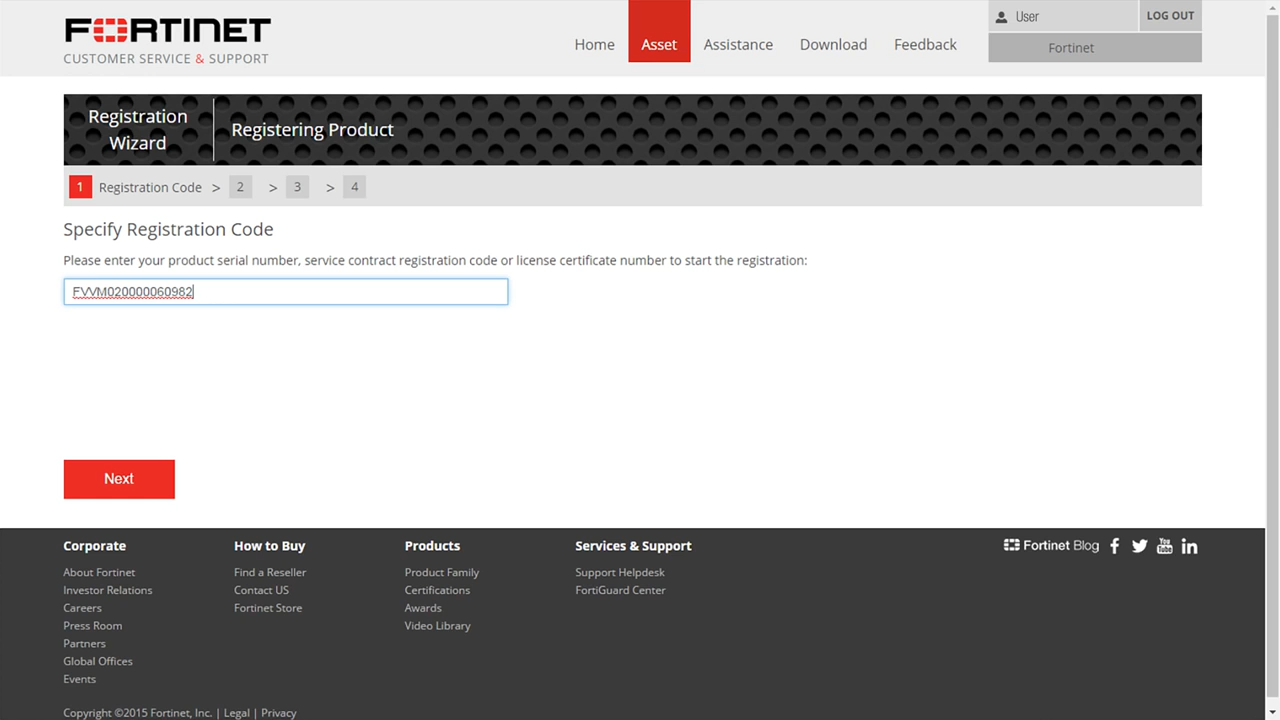 FORTINET
CUSTOMER SERVICE & SUPPORT
Home Asset Assistance Download Feedback
User LOG OUT
Fortinet
Registration Wizard
Registering Product
1 Registration Code > 2 > 3 > 4
Specify Registration Code
Please enter your product serial number, service contract registration code or license certificate number to start the registration:
FVVM020000060982
Next
Corporate How to Buy Products Services & Support Fortinet Blog f You Tube in
About Fortinet Find a Reseller Product Family Support Helpdesk
Investor Relations Contact US Certifications FortiGuard Center
Careers Fortinet Store Awards
Press Room Video Library
Partners
Global Offices
Events
Copyright ©2015 Fortinet, Inc. | Legal | Privacy